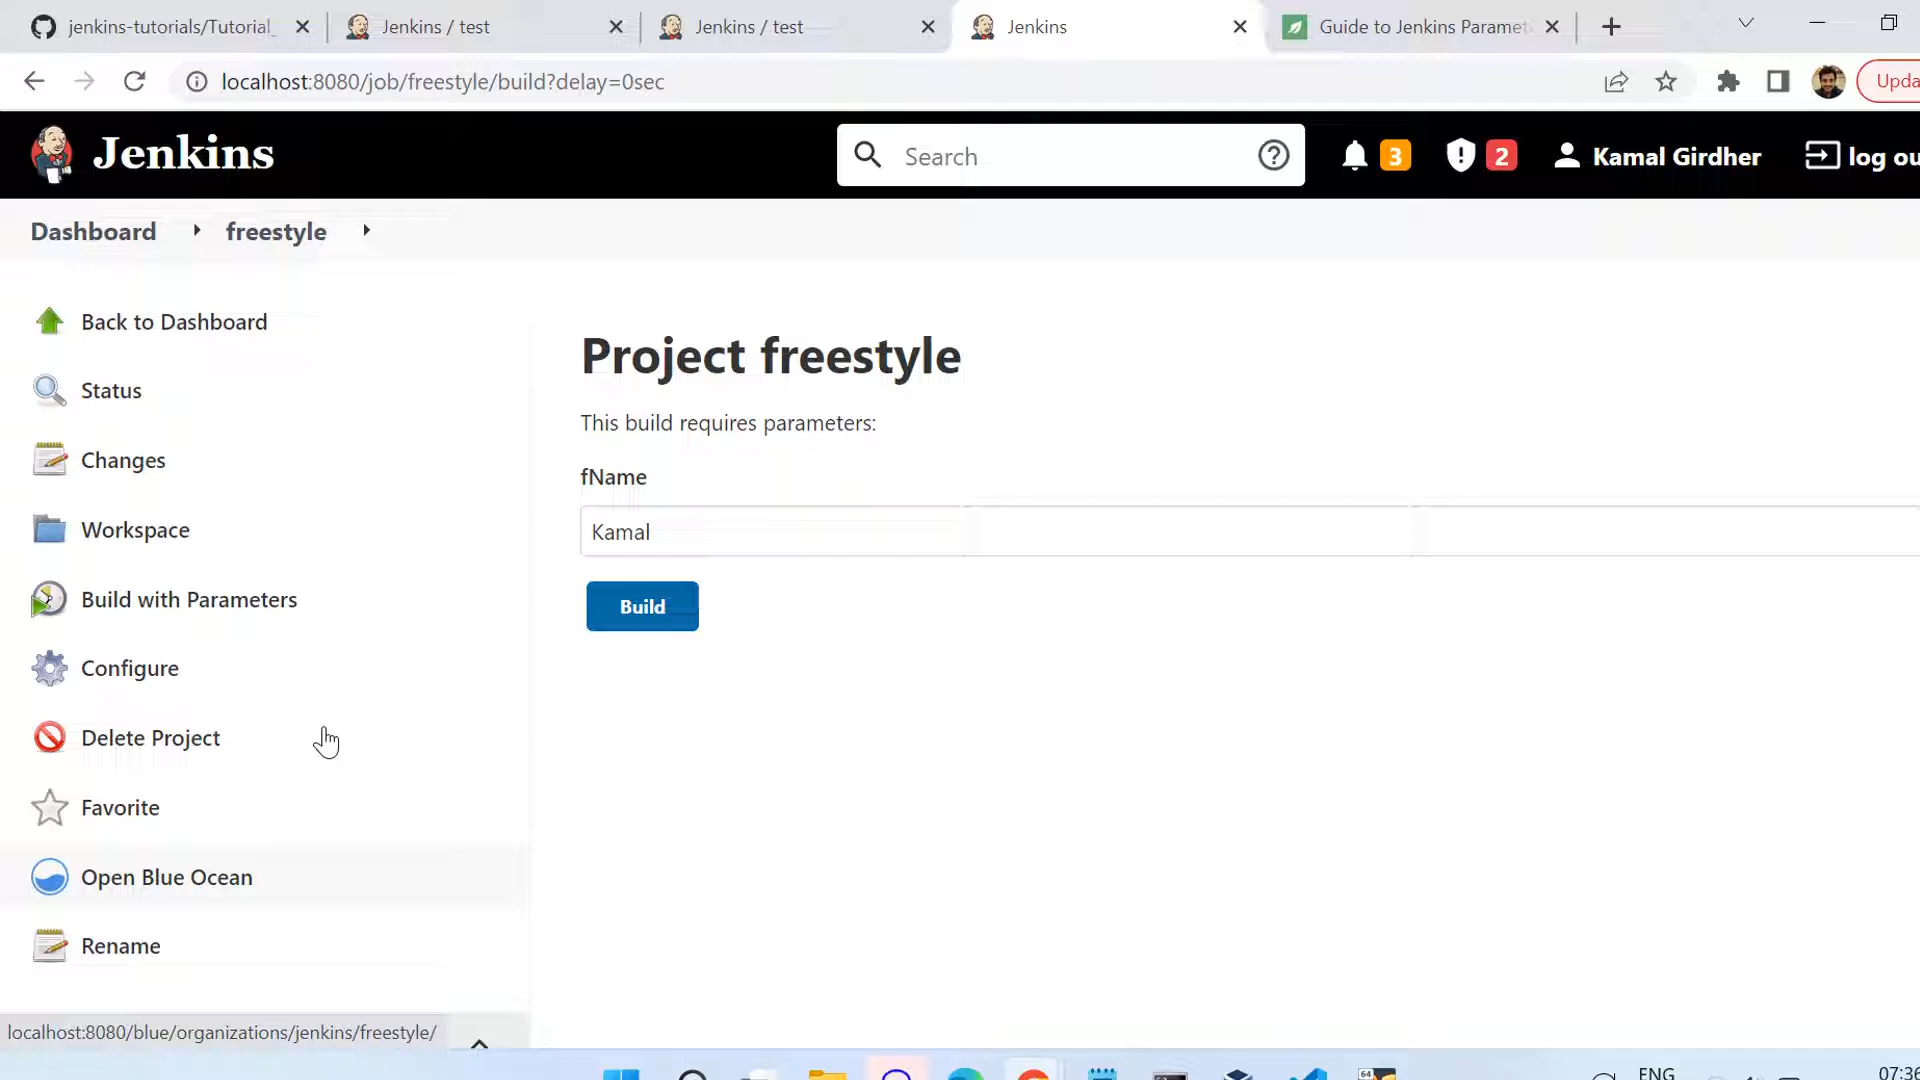 jenkins-tutorials/Tutorial_
Jenkins / test
Jenkins / test
Jenkins
Guide to Jenkins Paramet
localhost:8080/job/freestyle/build?delay=0sec
Upda
Jenkins
Search
3
2
Kamal Girdher
log ou
Dashboard
freestyle
Back to Dashboard
Status
Changes
Workspace
Build with Parameters
Configure
Delete Project
Favorite
Open Blue Ocean
Rename
Project freestyle
This build requires parameters:
fName
Kamal
Build
localhost:8080/blue/organizations/jenkins/freestyle/
64
ENG
07:36